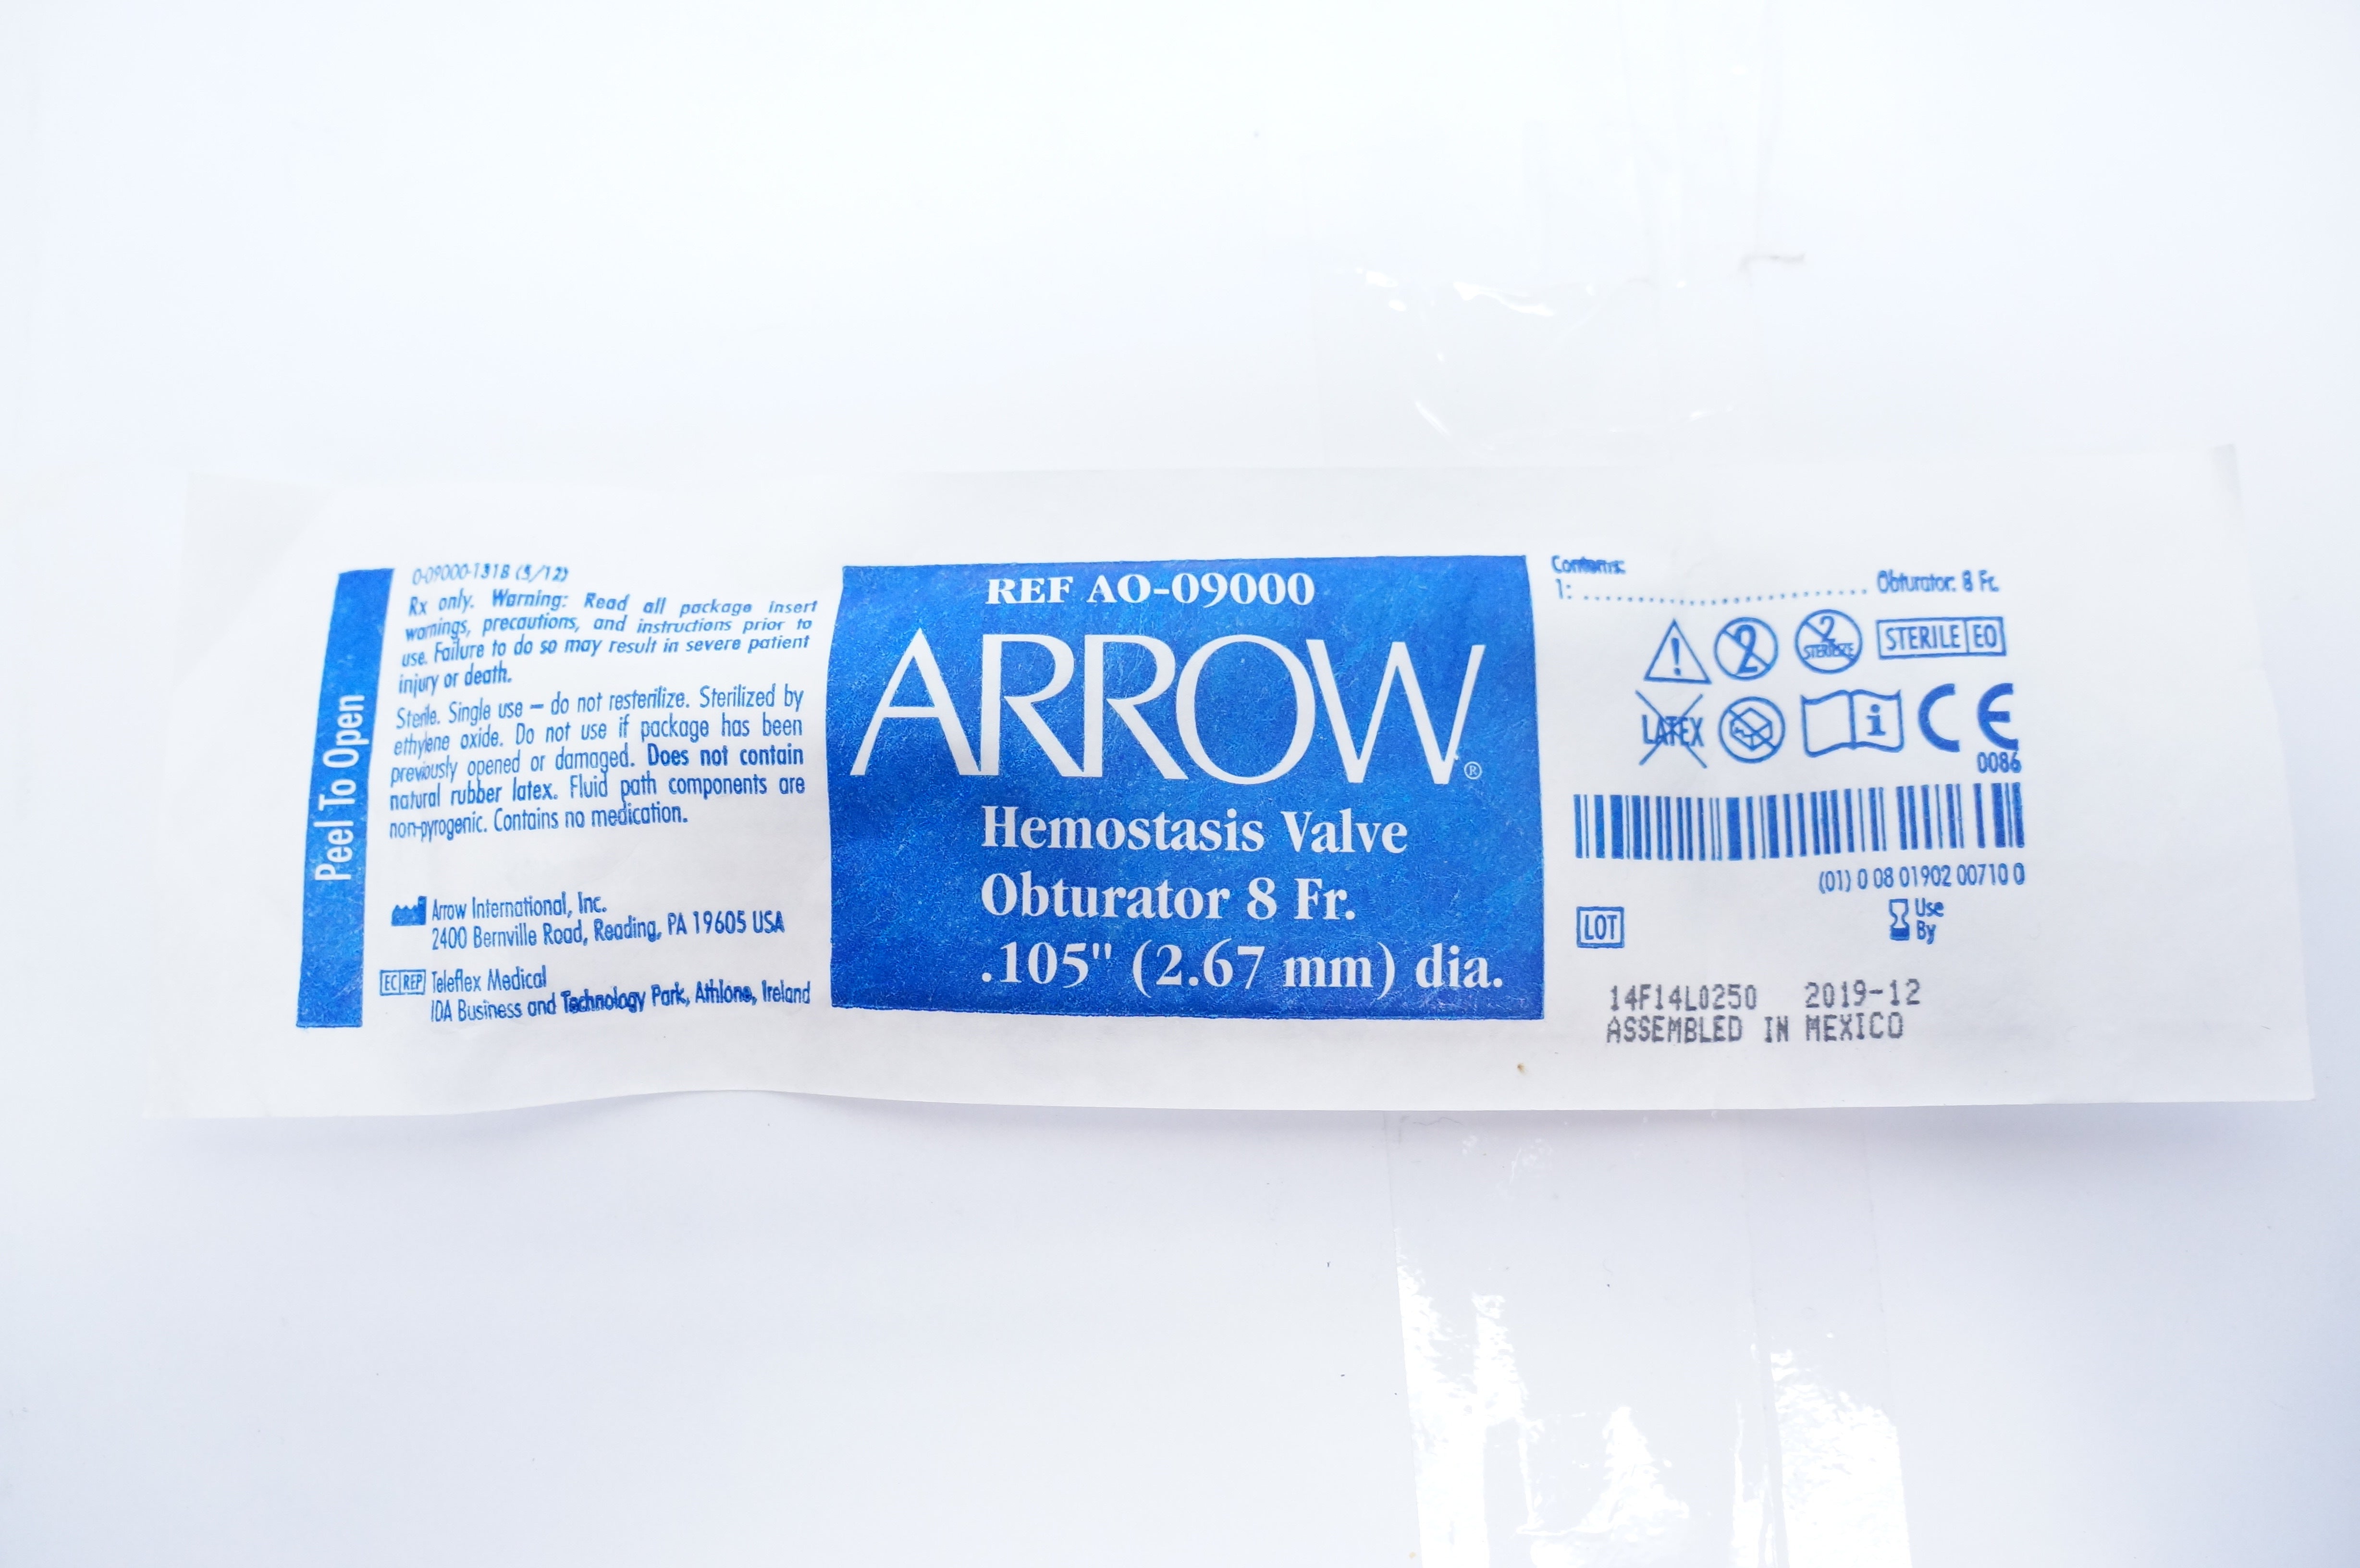 Peel To Open
0-09000-131B (5/12)
Rx only. Warning: Read all package insert
warnings, precautions, and instructions prior to
use. Failure to do so may result in severe patient
injury or death.
Sterile. Single use – do not resterilize. Sterilized by
ethylene oxide. Do not use if package has been
previously opened or damaged. Does not contain
natural rubber latex. Fluid path components are
non-pyrogenic. Contains no medication.
Arrow International, Inc.
2400 Bernville Road, Reading, PA 19605 USA
EC REP Teleflex Medical
IDA Business and Technology Park, Athlone, Ireland
REF AO-09000
ARROW®
Hemostasis Valve
Obturator 8 Fr.
.105" (2.67 mm) dia.
Contents:
1: .......................... Obturator: 8 Fr.
2 2 STERILIZE STERILE EO
LATEX i CE
0086
(01) 0 08 01902 00710 0
LOT Use
By
14F14L0250 2019-12
ASSEMBLED IN MEXICO